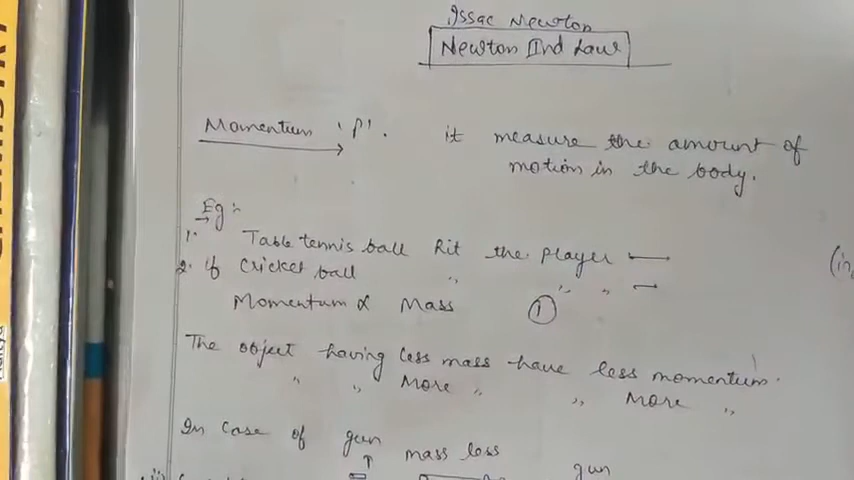 Issac Newton
Newton IInd Law
Momentum 'P'. it measure the amount of
motion in the body.
Eg:-
1. Table tennis ball hit the player
2. if Cricket ball " " "
Momentum ∝ Mass ①
The object having less mass have less momentum.
" " More " " More "
In case of gun mass less
gun